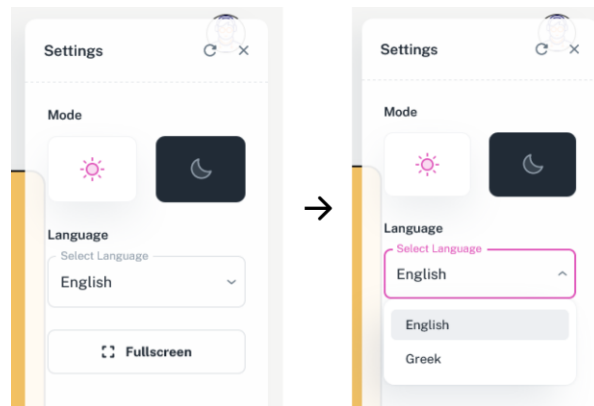 Settings
Mode
Language
Select Language
English
Fullscreen
Settings
Mode
Language
Select Language
English
English
Greek